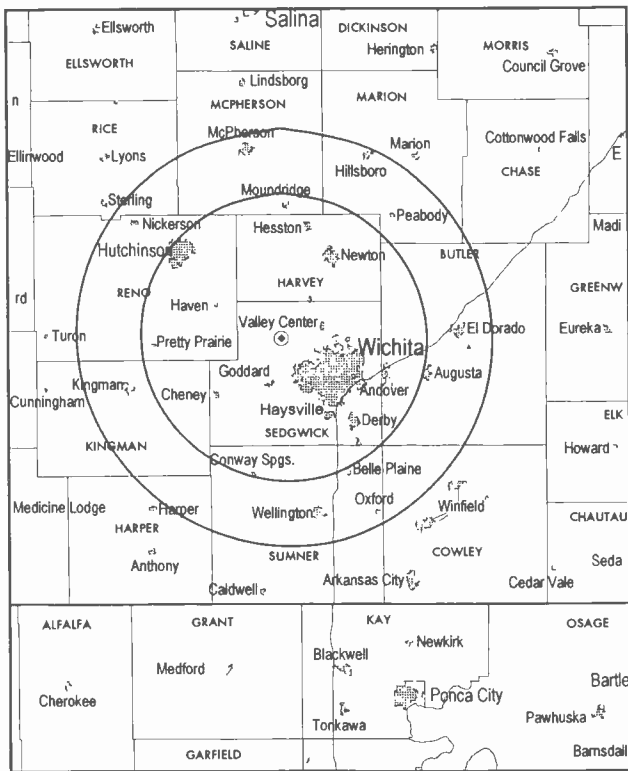 Salina
Ellsworth
DICKINSON
SALINE
Herington
MORRIS
Council Grove
ELLSWORTH
Lindsborg
n
MCPHERSON
MARION
RICE
McPherson
Cottonwood Falls
E
Ellinwood
Lyons
Hillsboro
Marion
CHASE
Sterling
Moundridge
Nickerson
Hesston
Peabody
Madi
Hutchinson
Newton
BUTLER
RENO
HARVEY
GREENW
rd
Haven
Valley Center
El Dorado
Eureka
Turon
Pretty Prairie
Wichita
Goddard
Augusta
Kingman
Cheney
Andover
Cunningham
Haysville
Derby
ELK
SEDGWICK
KINGMAN
Howard
Conway Spgs.
Belle Plaine
Medicine Lodge
Harper
Wellington
Oxford
Winfield
CHAUTAU
HARPER
SUMNER
COWLEY
Seda
Anthony
Caldwell
Arkansas City
Cedar Vale
ALFALFA
GRANT
KAY
OSAGE
Newkirk
Blackwell
Medford
Bartle
Cherokee
Ponca City
Tonkawa
Pawhuska
GARFIELD
Barnsdall